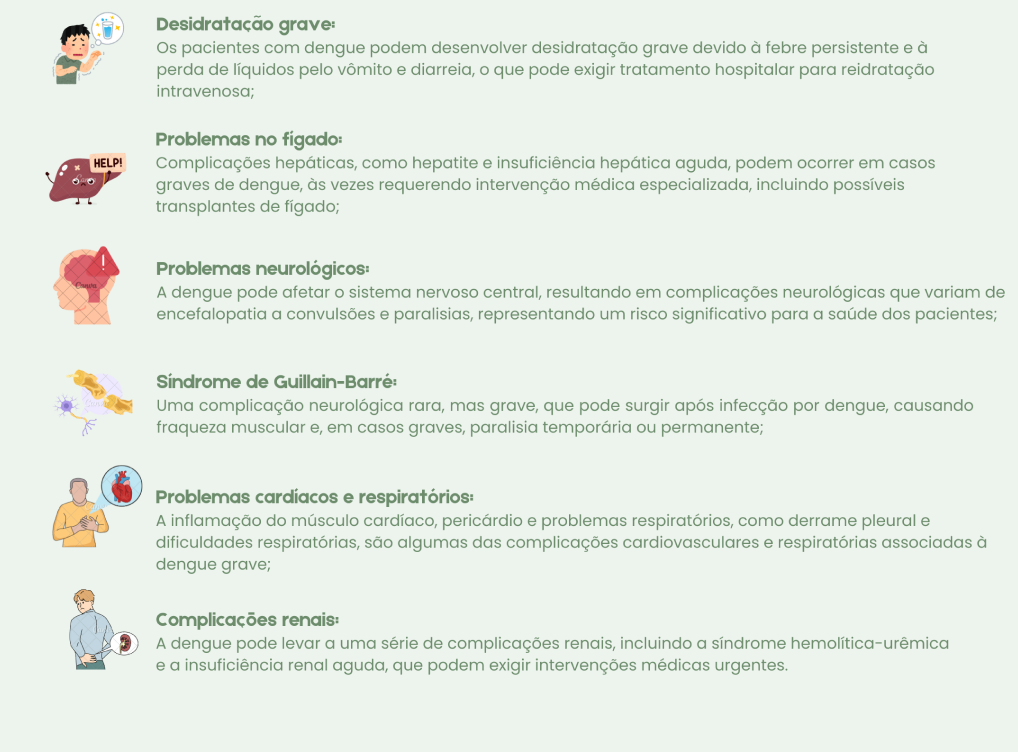 Desidratação grave:
Os pacientes com dengue podem desenvolver desidratação grave devido à febre persistente e à
perda de líquidos pelo vômito e diarreia, o que pode exigir tratamento hospitalar para reidratação
intravenosa;
Problemas no fígado:
HELP!
Complicações hepáticas, como hepatite e insuficiência hepática aguda, podem ocorrer em casos
graves de dengue, às vezes requerendo intervenção médica especializada, incluindo possíveis
transplantes de fígado;
Problemas neurológicos:
A dengue pode afetar o sistema nervoso central, resultando em complicações neurológicas que variam de
encefalopatia a convulsões e paralisias, representando um risco significativo para a saúde dos pacientes;
Canva
Síndrome de Guillain-Barré:
Uma complicação neurológica rara, mas grave, que pode surgir após infecção por dengue, causando
fraqueza muscular e, em casos graves, paralisia temporária ou permanente;
Problemas cardíacos e respiratórios:
A inflamação do músculo cardíaco, pericárdio e problemas respiratórios, como derrame pleural e
dificuldades respiratórias, são algumas das complicações cardiovasculares e respiratórias associadas à
dengue grave;
Complicações renais:
A dengue pode levar a uma série de complicações renais, incluindo a síndrome hemolítica-urêmica
e a insuficiência renal aguda, que podem exigir intervenções médicas urgentes.